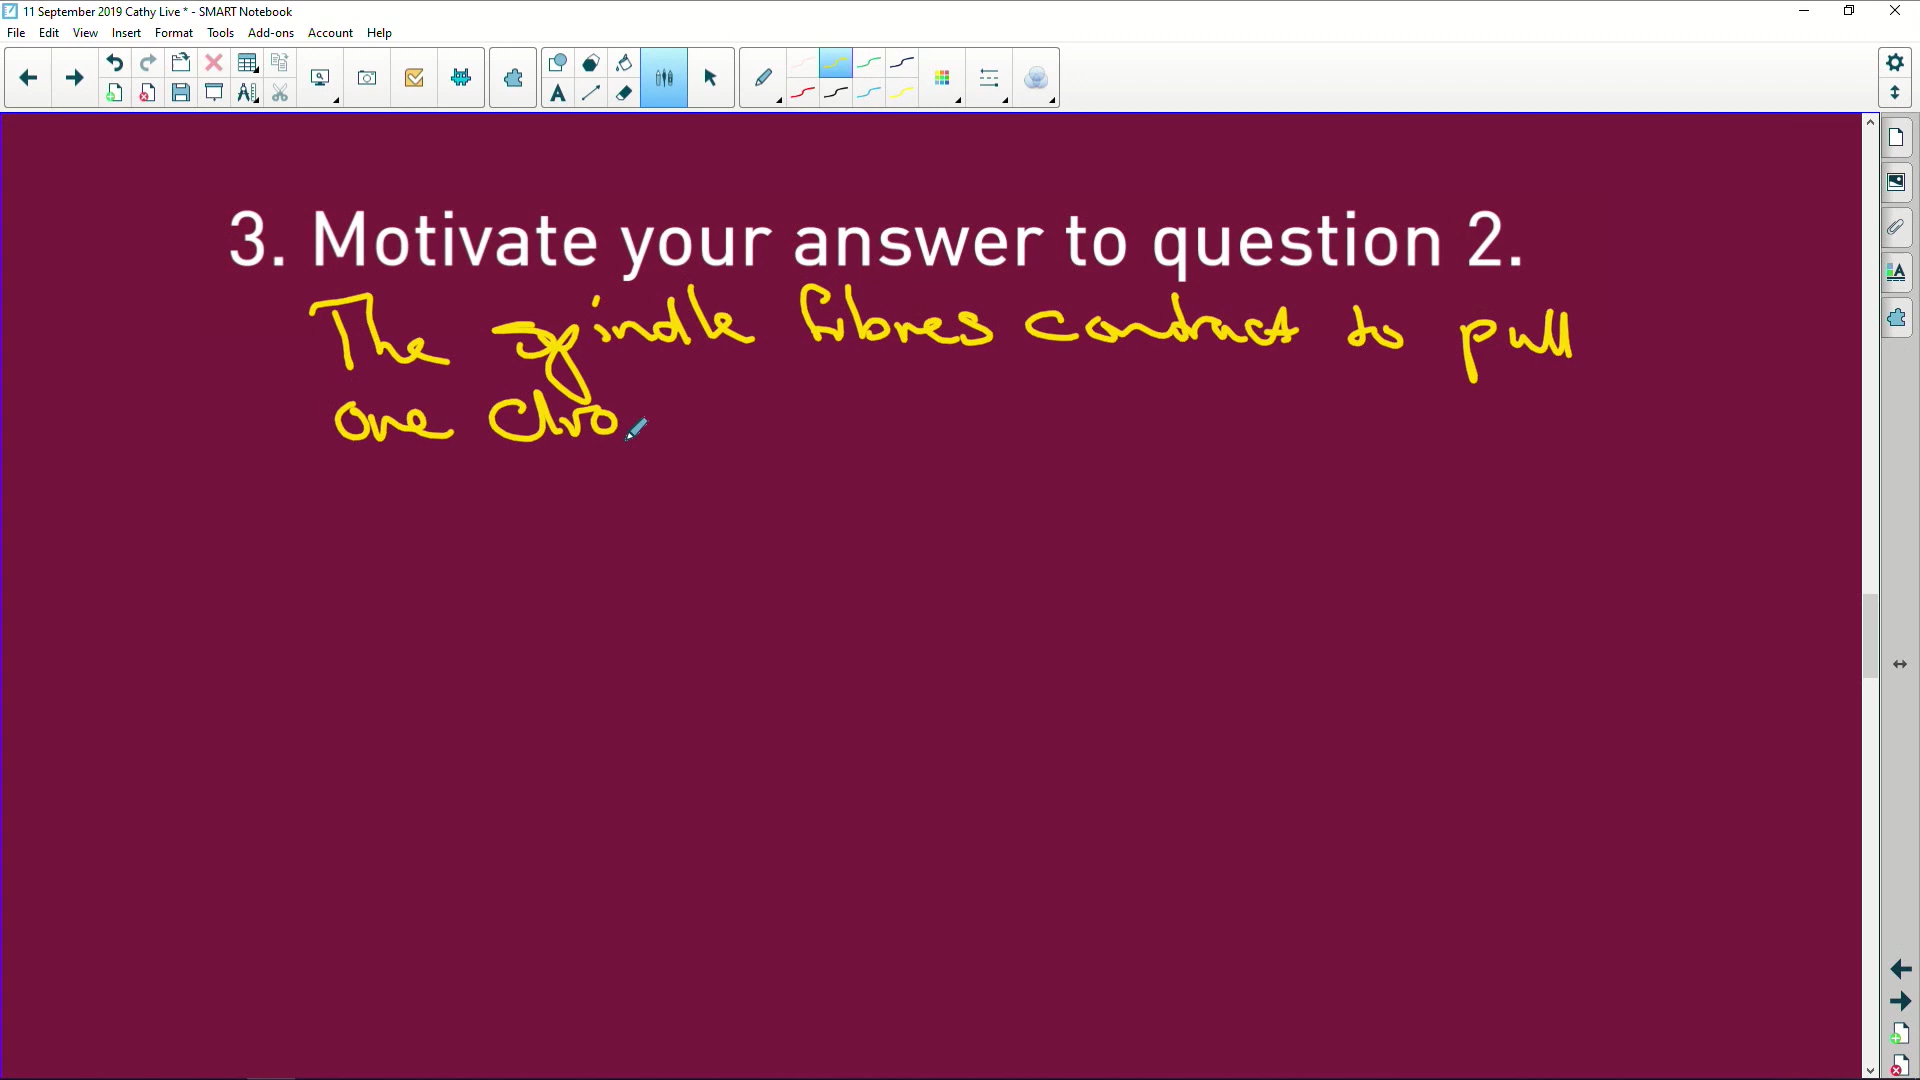 11 September 2019 Cathy Live * - SMART Notebook
File Edit View Insert Format Tools Add-ons Account Help
3. Motivate your answer to question 2.
The spindle fibres contract to pull
one Chro